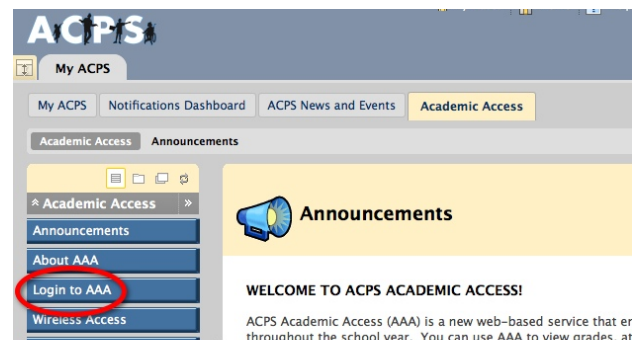 ACPS
My ACPS
My ACPS Notifications Dashboard ACPS News and Events Academic Access
Academic Access Announcements
Academic Access
Announcements
About AAA
Login to AAA
Wireless Access
Announcements
WELCOME TO ACPS ACADEMIC ACCESS!
ACPS Academic Access (AAA) is a new web-based service that
throughout the school year. You can use AAA to view grades,